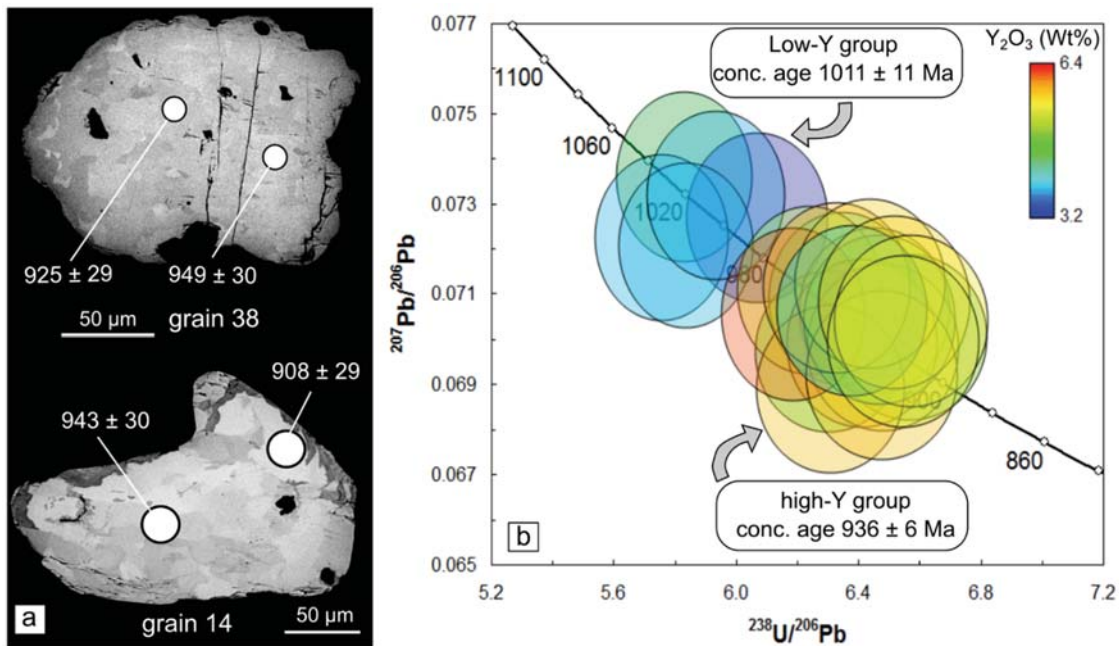 925 ± 29
949 ± 30
50 µm
grain 38
908 ± 29
943 ± 30
a
grain 14
50 µm
0.077
0.075
0.073
0.071
0.069
0.067
0.065
²⁰⁷Pb/²⁰⁶Pb
1100
1060
1020
980
900
860
Low-Y group
conc. age 1011 ± 11 Ma
Y₂O₃ (Wt%)
6.4
3.2
high-Y group
conc. age 936 ± 6 Ma
b
5.2
5.6
6.0
6.4
6.8
7.2
²³⁸U/²⁰⁶Pb